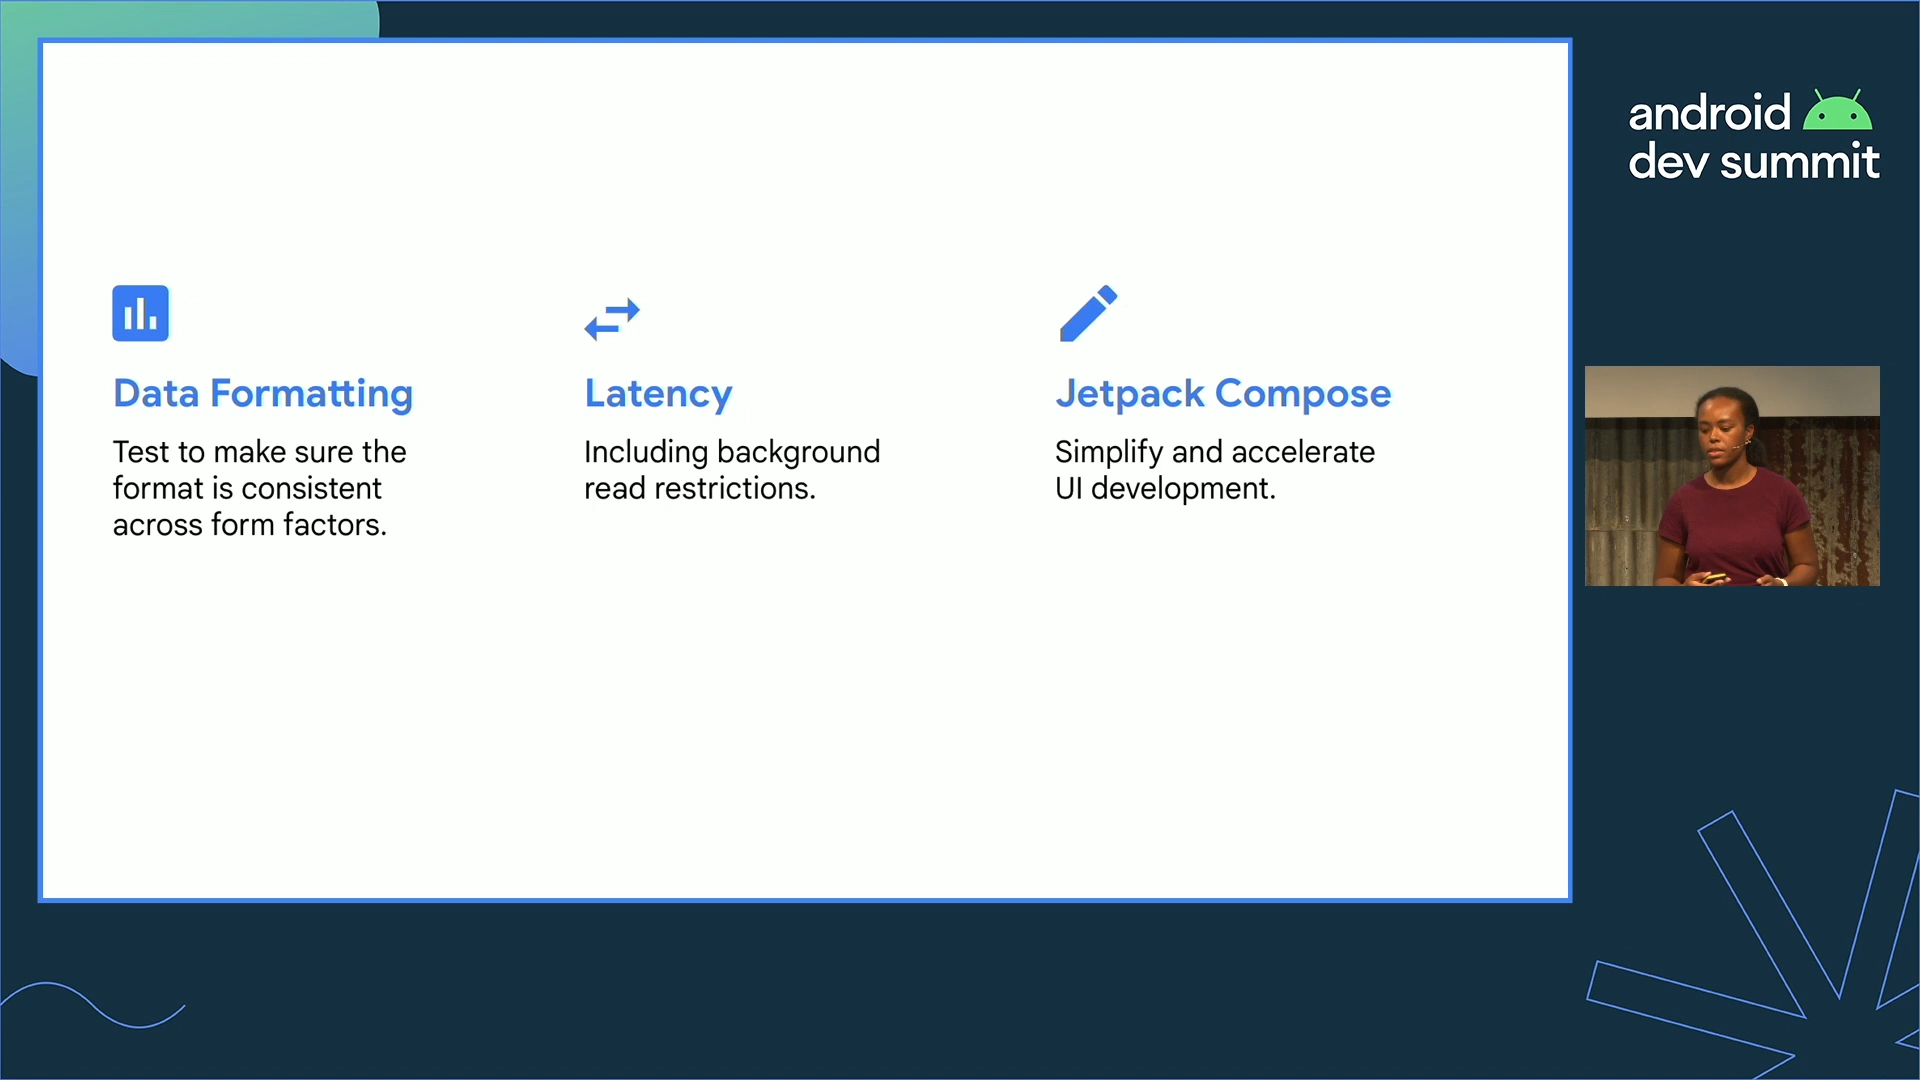 android
dev summit
Data Formatting
Test to make sure the
format is consistent
across form factors.
Latency
Including background
read restrictions.
Jetpack Compose
Simplify and accelerate
UI development.